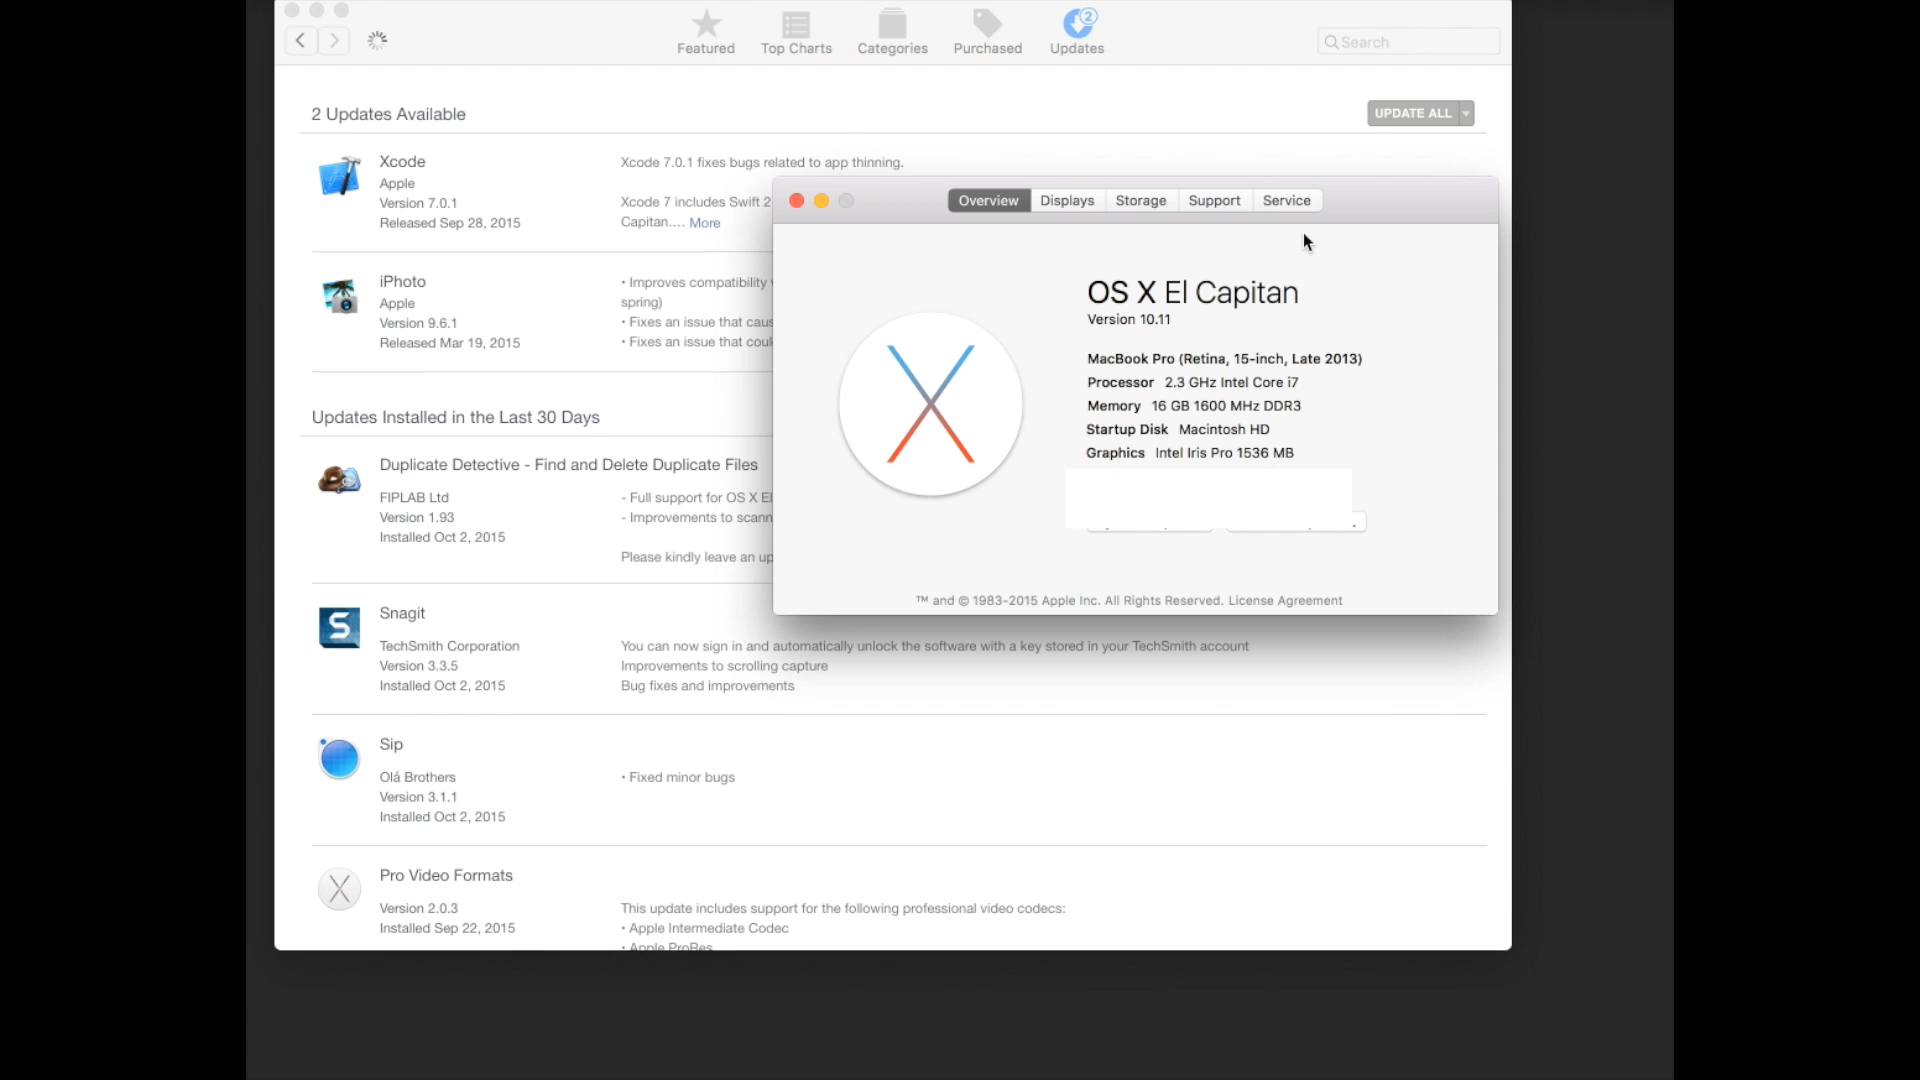 Featured
Top Charts
Categories
Purchased
2
Updates
Search
2 Updates Available
UPDATE ALL
Xcode
Apple
Version 7.0.1
Released Sep 28, 2015
Xcode 7.0.1 fixes bugs related to app thinning.
Xcode 7 includes Swift 2
Capitan.... More
iPhoto
Apple
Version 9.6.1
Released Mar 19, 2015
• Improves compatibility
spring)
• Fixes an issue that
• Fixes an issue that
Updates Installed in the Last 30 Days
Duplicate Detective - Find and Delete Duplicate Files
FIPLAB Ltd
Version 1.93
Installed Oct 2, 2015
- Full support for OS X El
- Improvements to
Please kindly leave an
Snagit
S
TechSmith Corporation
Version 3.3.5
Installed Oct 2, 2015
You can now sign in and automatically unlock the software with a key stored in your TechSmith account
Improvements to scrolling capture
Bug fixes and improvements
Sip
Olá Brothers
Version 3.1.1
Installed Oct 2, 2015
• Fixed minor bugs
Pro Video Formats
Version 2.0.3
Installed Sep 22, 2015
This update includes support for the following professional video codecs:
• Apple Intermediate Codec
• Apple ProRes
Overview
Displays
Storage
Support
Service
OS X El Capitan
Version 10.11
MacBook Pro (Retina, 15-inch, Late 2013)
Processor 2.3 GHz Intel Core i7
Memory 16 GB 1600 MHz DDR3
Startup Disk Macintosh HD
Graphics Intel Iris Pro 1536 MB
™ and © 1983-2015 Apple Inc. All Rights Reserved. License Agreement